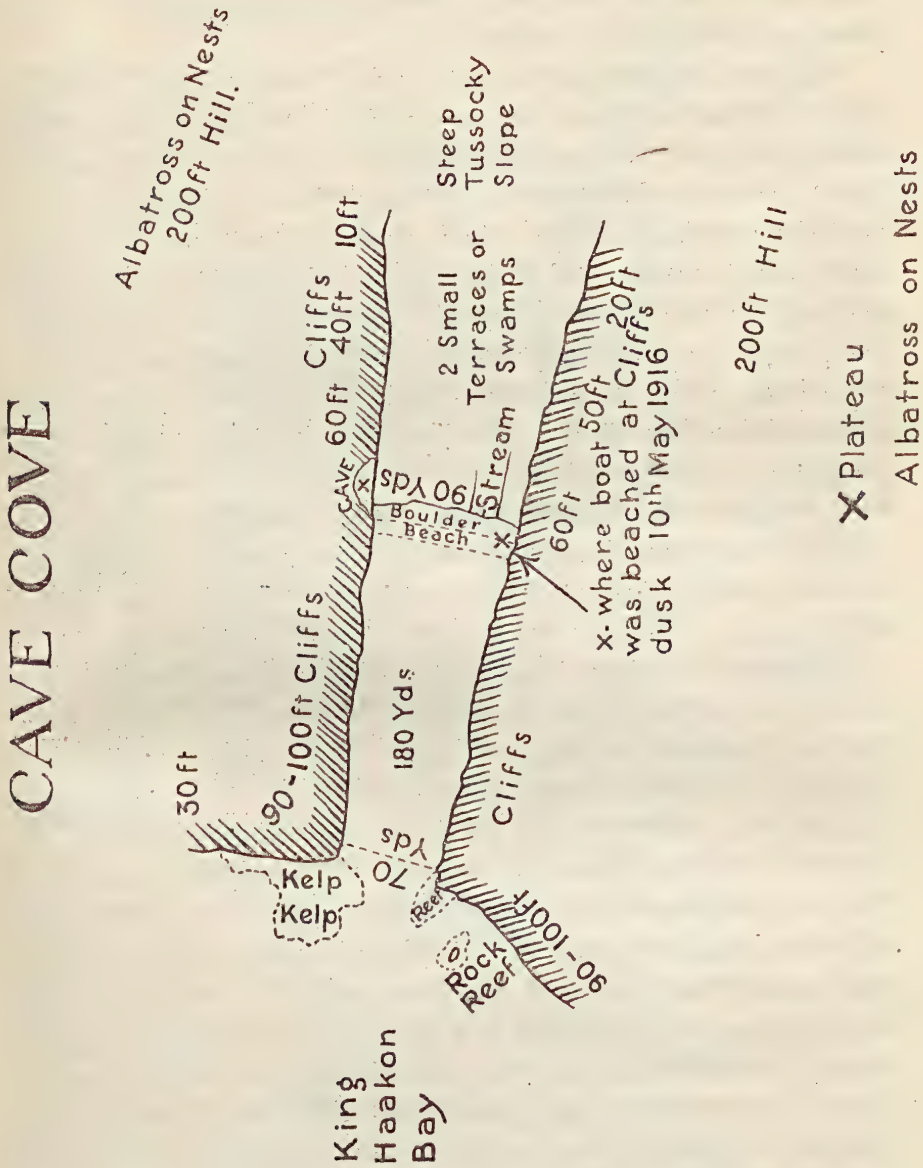 CAVE COVE
Albatross on Nests
200ft Hill.
30ft
90-100ft Cliffs
CAVE
X
60ft
Cliffs
40ft
10ft
Kelp
Kelp
70
Yds
180 Yds
90 Yds
Boulder
Beach
X
Stream
2 Small
Terraces or
Swamps
Steep
Tussocky
Slope
King
Haakon
Bay
Reef
Rock
Reef
90-100ft
Cliffs
60ft
50ft
20ft
X-where boat
was beached at Cliffs
dusk 10th May 1916
200ft Hill
X Plateau
Albatross on Nests